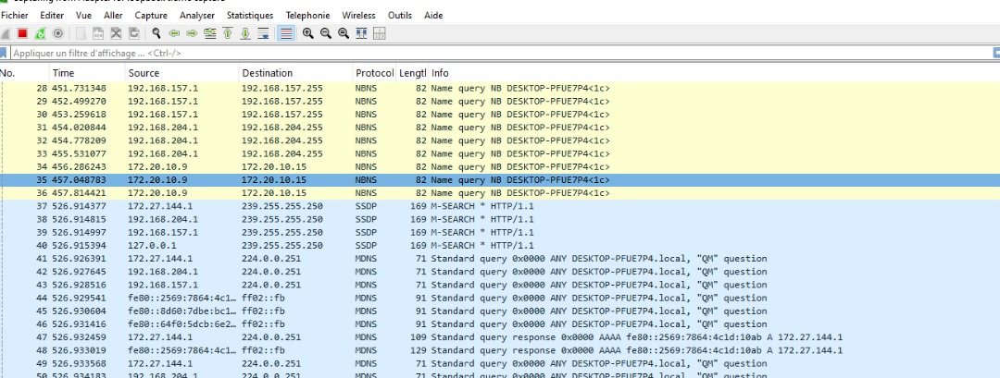 Fichier Editer Vue Aller Capture Analyser Statistiques Telephonie Wireless Outils Aide
Appliquer un filtre d'affichage ... <Ctrl-/>
No. Time Source Destination Protocol Lengtl Info
28 451.731348 192.168.157.1 192.168.157.255 NBNS 82 Name query NB DESKTOP-PFUE7P4<1c>
29 452.499270 192.168.157.1 192.168.157.255 NBNS 82 Name query NB DESKTOP-PFUE7P4<1c>
30 453.259618 192.168.157.1 192.168.157.255 NBNS 82 Name query NB DESKTOP-PFUE7P4<1c>
31 454.020844 192.168.204.1 192.168.204.255 NBNS 82 Name query NB DESKTOP-PFUE7P4<1c>
32 454.778209 192.168.204.1 192.168.204.255 NBNS 82 Name query NB DESKTOP-PFUE7P4<1c>
33 455.531077 192.168.204.1 192.168.204.255 NBNS 82 Name query NB DESKTOP-PFUE7P4<1c>
34 456.286243 172.20.10.9 172.20.10.15 NBNS 82 Name query NB DESKTOP-PFUE7P4<1c>
35 457.048783 172.20.10.9 172.20.10.15 NBNS 82 Name query NB DESKTOP-PFUE7P4<1c>
36 457.814421 172.20.10.9 172.20.10.15 NBNS 82 Name query NB DESKTOP-PFUE7P4<1c>
37 526.914377 172.27.144.1 239.255.255.250 SSDP 169 M-SEARCH * HTTP/1.1
38 526.914815 192.168.204.1 239.255.255.250 SSDP 169 M-SEARCH * HTTP/1.1
39 526.914997 192.168.157.1 239.255.255.250 SSDP 169 M-SEARCH * HTTP/1.1
40 526.915394 127.0.0.1 239.255.255.250 SSDP 169 M-SEARCH * HTTP/1.1
41 526.926391 172.27.144.1 224.0.0.251 MDNS 71 Standard query 0x0000 ANY DESKTOP-PFUE7P4.local, "QM" question
42 526.927645 192.168.204.1 224.0.0.251 MDNS 71 Standard query 0x0000 ANY DESKTOP-PFUE7P4.local, "QM" question
43 526.928516 192.168.157.1 224.0.0.251 MDNS 71 Standard query 0x0000 ANY DESKTOP-PFUE7P4.local, "QM" question
44 526.929541 fe80::2569:7864:4c1… ff02::fb MDNS 91 Standard query 0x0000 ANY DESKTOP-PFUE7P4.local, "QM" question
45 526.930604 fe80::8d60:7dbe:bc1… ff02::fb MDNS 91 Standard query 0x0000 ANY DESKTOP-PFUE7P4.local, "QM" question
46 526.931416 fe80::64f0:5dcb:6e2… ff02::fb MDNS 91 Standard query 0x0000 ANY DESKTOP-PFUE7P4.local, "QM" question
47 526.932459 172.27.144.1 224.0.0.251 MDNS 109 Standard query response 0x0000 AAAA fe80::2569:7864:4c1d:10ab A 172.27.144.1
48 526.933019 fe80::2569:7864:4c1… ff02::fb MDNS 129 Standard query response 0x0000 AAAA fe80::2569:7864:4c1d:10ab A 172.27.144.1
49 526.933568 172.27.144.1 224.0.0.251 MDNS 71 Standard query 0x0000 ANY DESKTOP-PFUE7P4.local, "QM" question
50 526.934183 192.168.204.1 224.0.0.251 MDNS 71 Standard query 0x0000 ANY DESKTOP-PFUE7P4.local, "QM" question